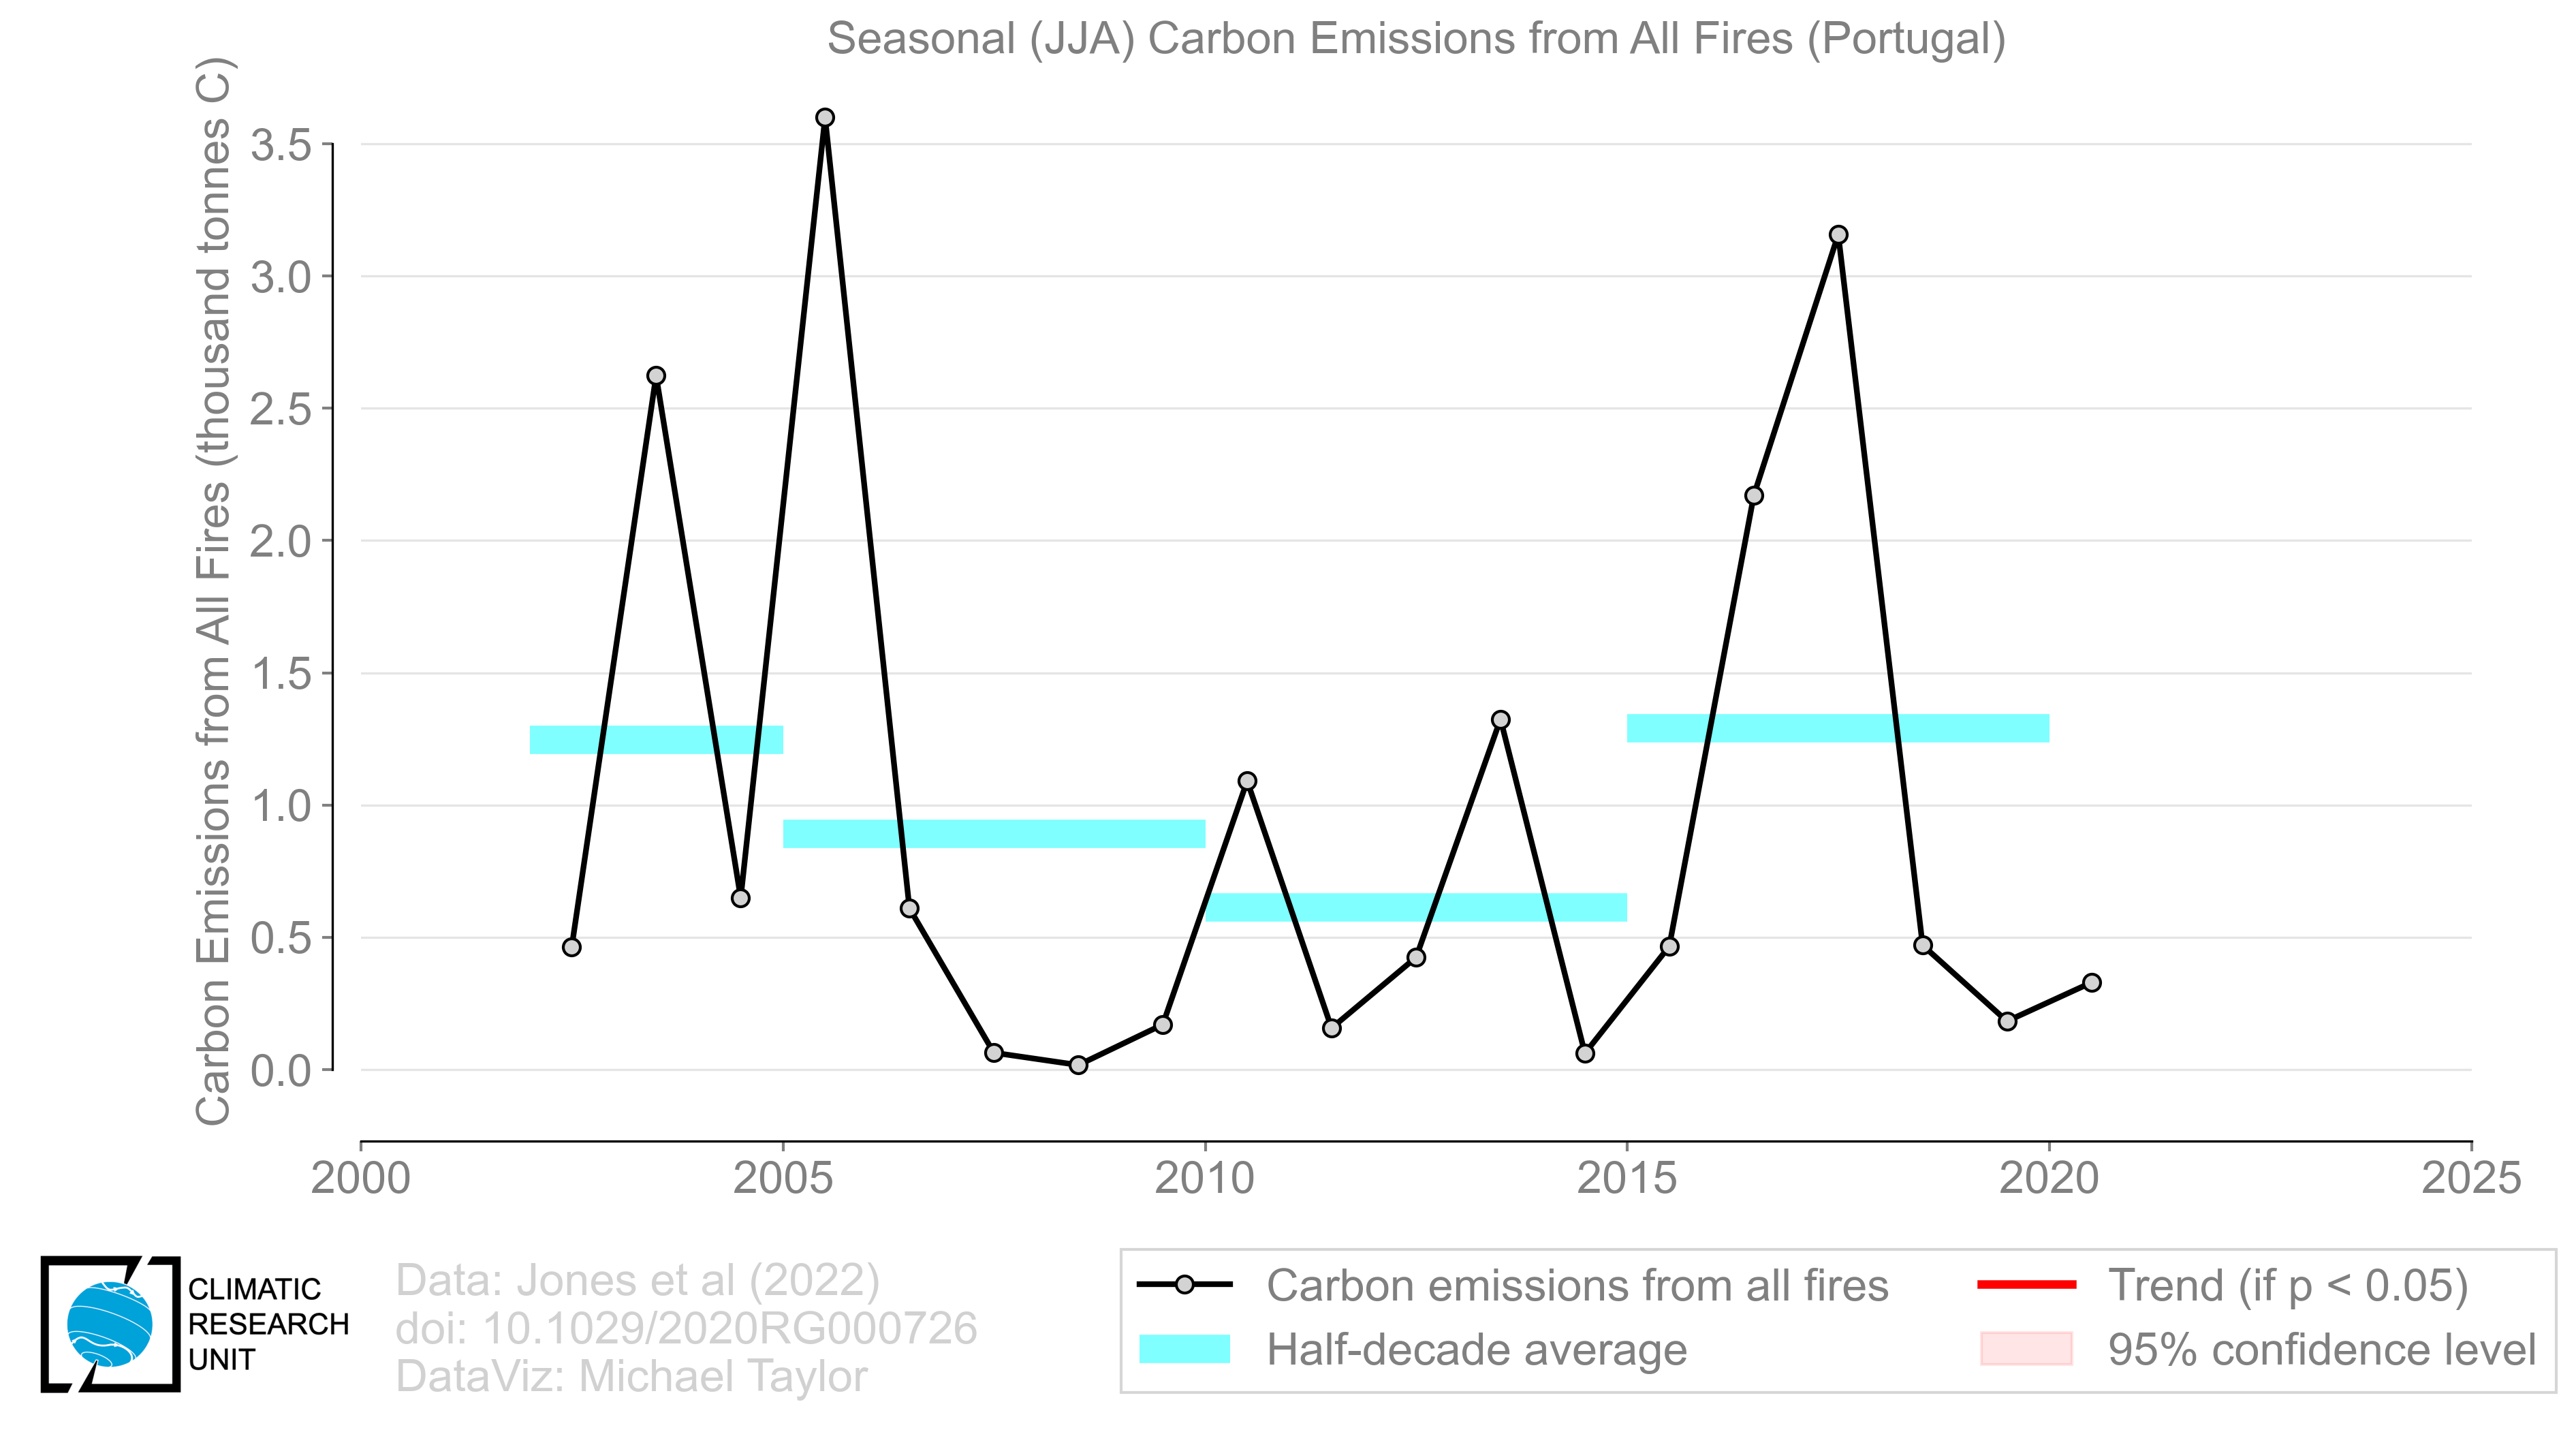 Seasonal (JJA) Carbon Emissions from All Fires (Portugal)
Carbon Emissions from All Fires (thousand tonnes C)
3.5
3.0
2.5
2.0
1.5
1.0
0.5
0.0
2000 2005 2010 2015 2020 2025
CLIMATIC
RESEARCH
UNIT
Data: Jones et al (2022)
doi: 10.1029/2020RG000726
DataViz: Michael Taylor
Carbon emissions from all fires
Half-decade average
Trend (if p < 0.05)
95% confidence level